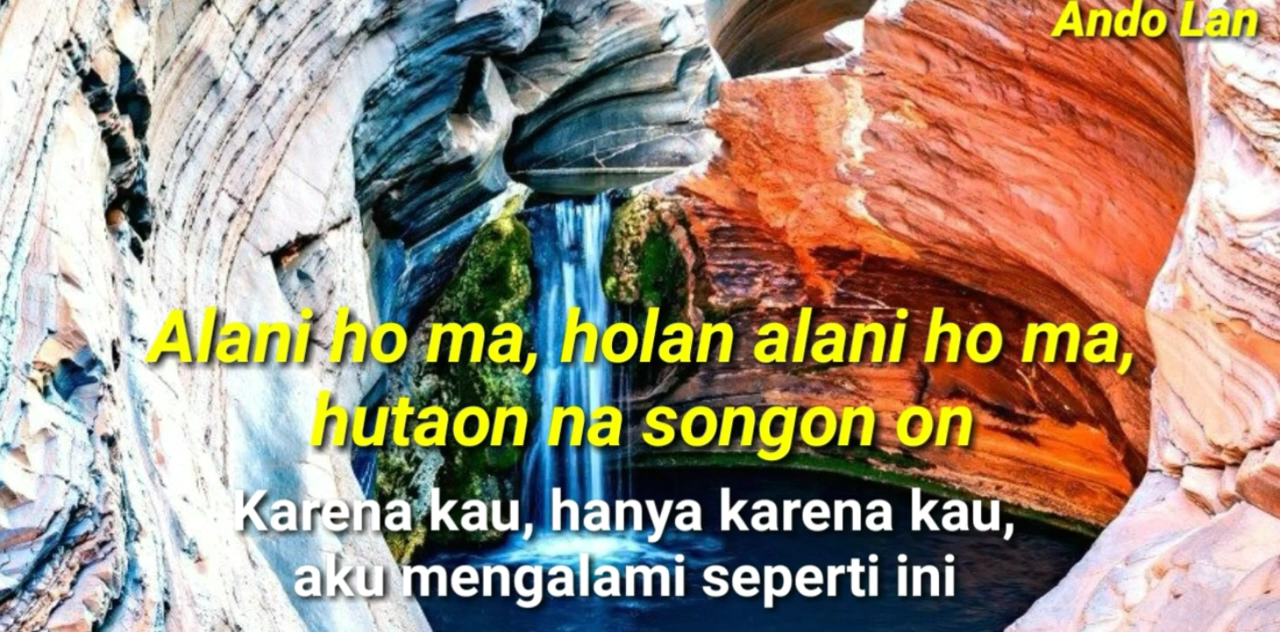 Ando Lan
Alani ho ma, holan alani ho ma,
hutaon na songon on
Karena kau, hanya karena kau,
aku mengalami seperti ini